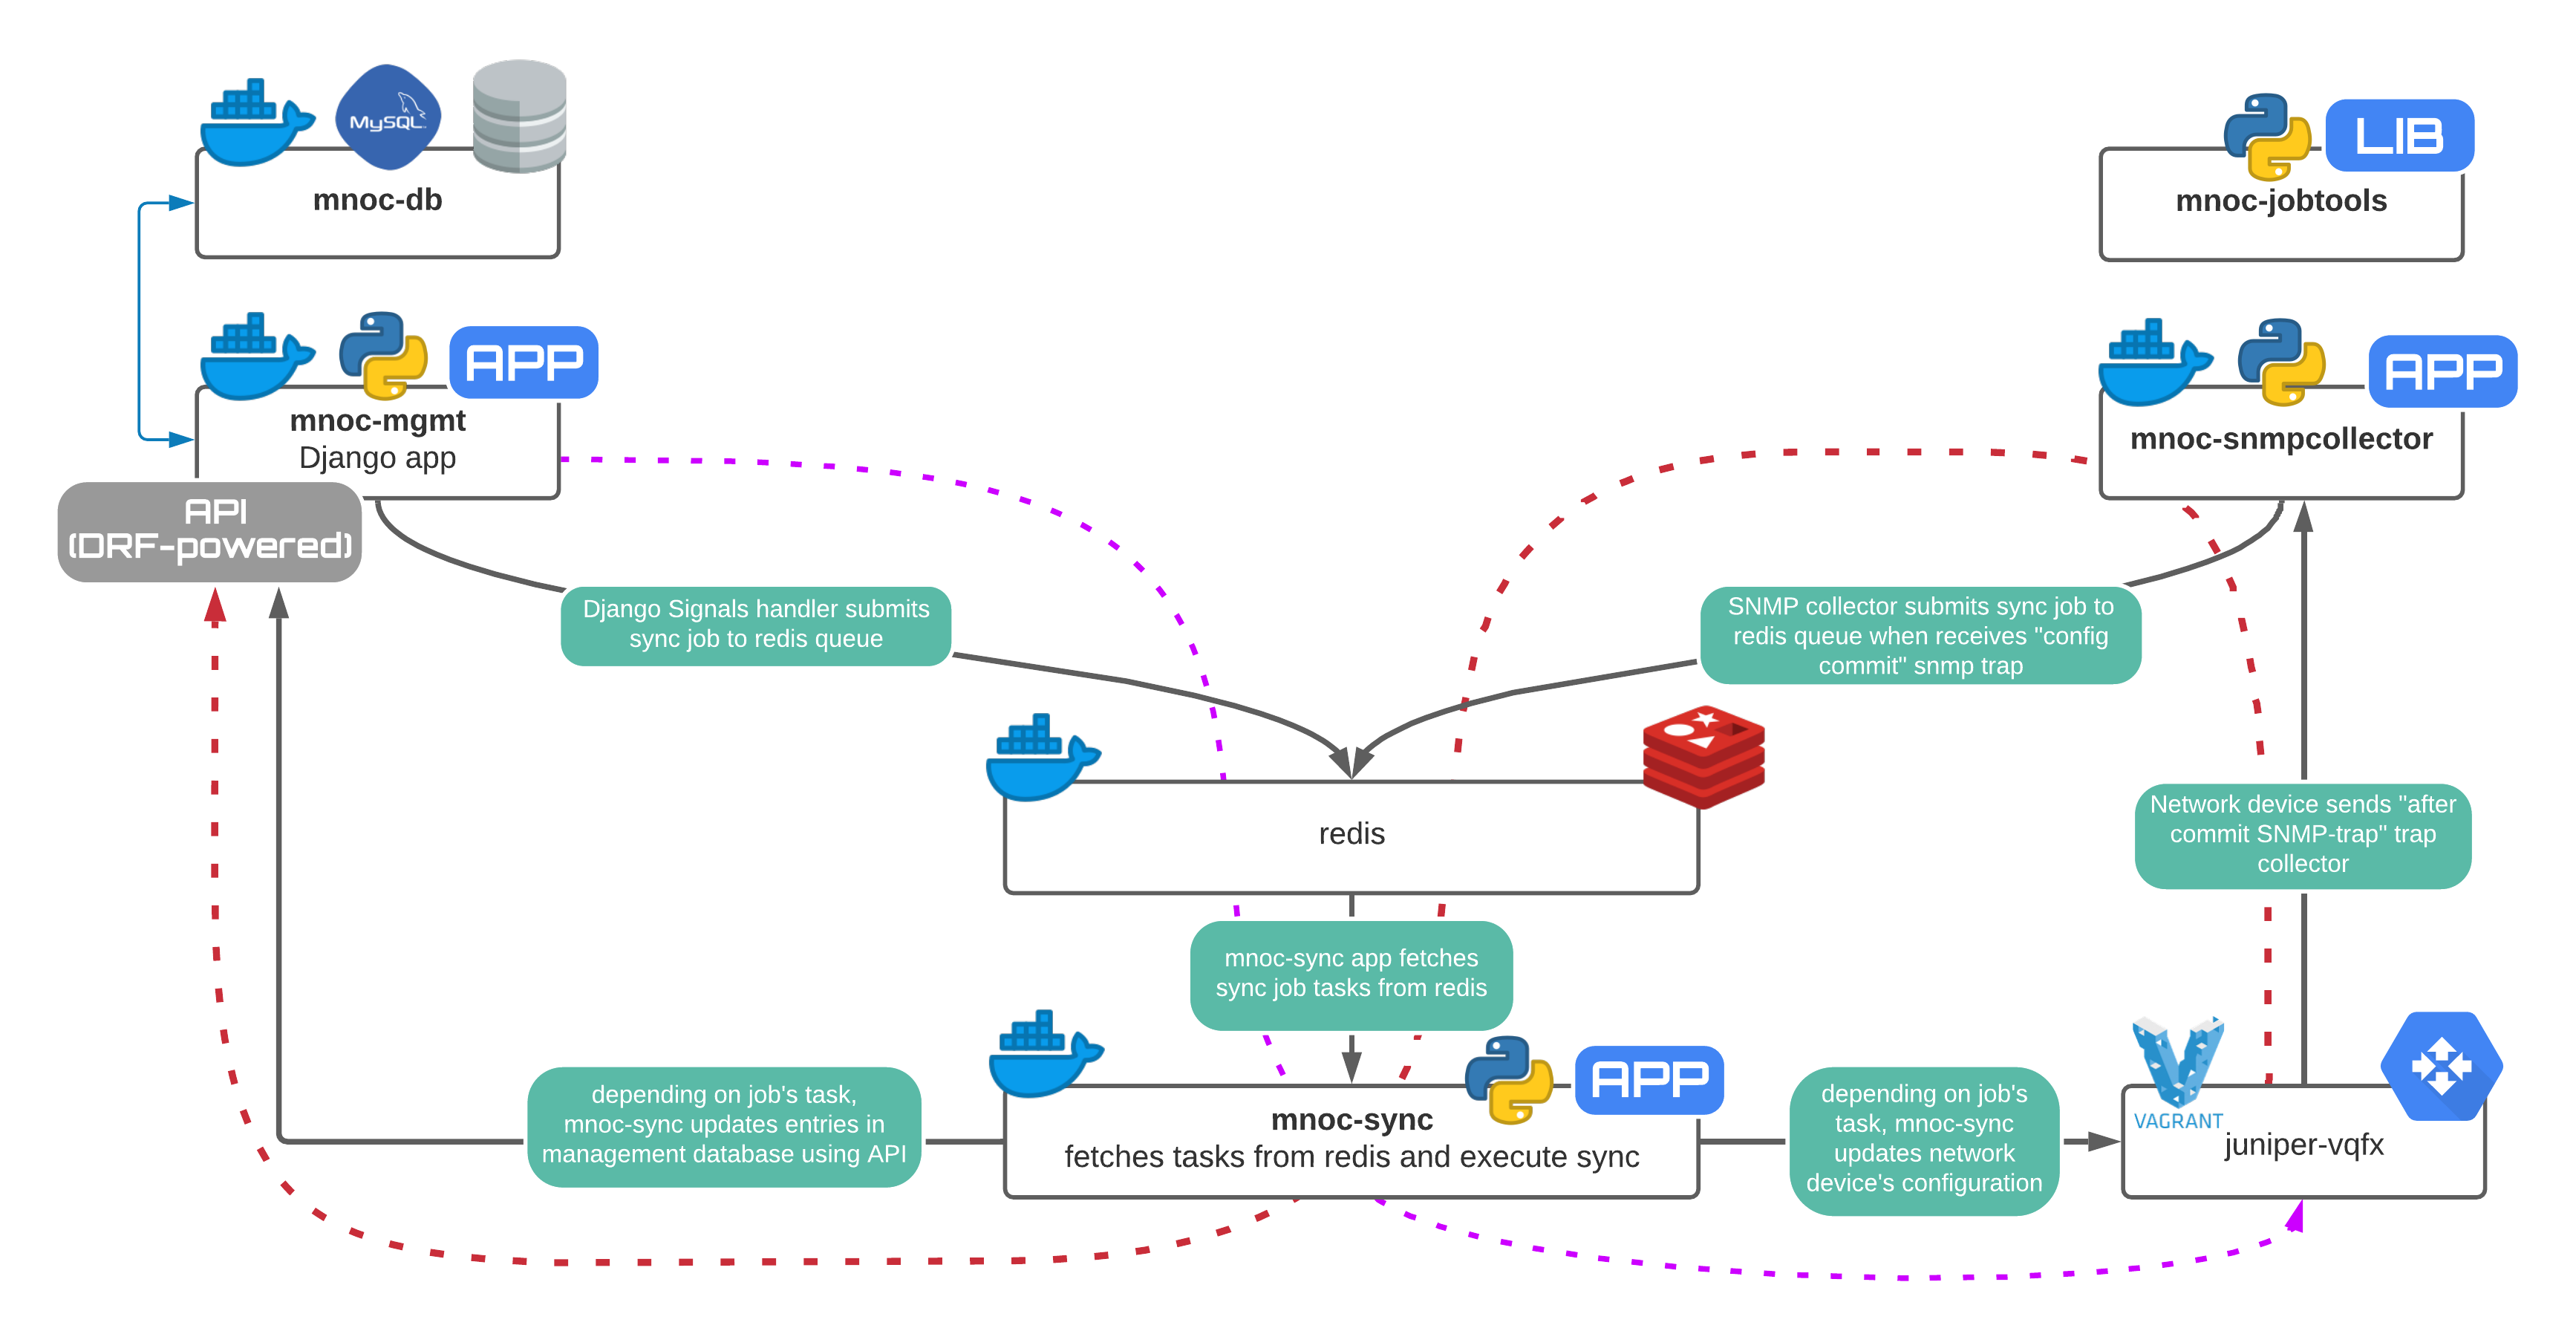 MySQL
mnoc-db
LIB
mnoc-jobtools
APP
mnoc-mgmt
Django app
API
(DRF-powered)
APP
mnoc-snmpcollector
Django Signals handler submits
sync job to redis queue
SNMP collector submits sync job to
redis queue when receives "config
commit" snmp trap
redis
Network device sends "after
commit SNMP-trap" trap
collector
mnoc-sync app fetches
sync job tasks from redis
depending on job's task,
mnoc-sync updates entries in
management database using API
APP
mnoc-sync
fetches tasks from redis and execute sync
depending on job's
task, mnoc-sync
updates network
device's configuration
VAGRANT
juniper-vqfx